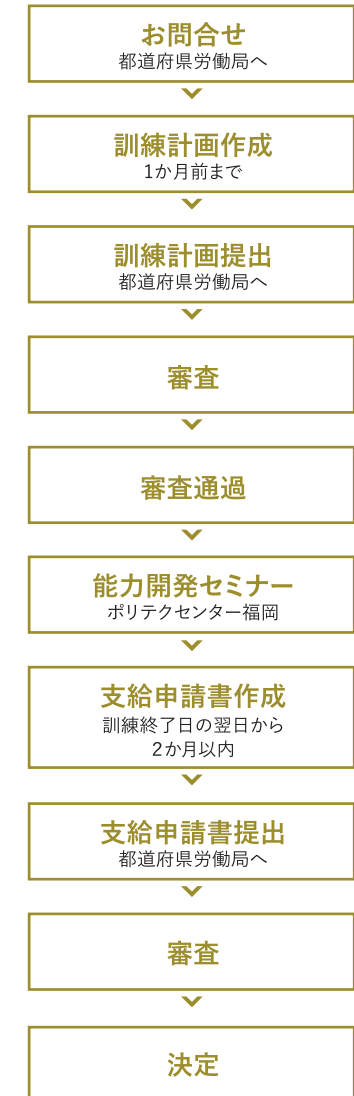 お問合せ
都道府県労働局へ
訓練計画作成
1か月前まで
訓練計画提出
都道府県労働局へ
審査
審査通過
能力開発セミナー
ポリテクセンター福岡
支給申請書作成
訓練終了日の翌日から
2か月以内
支給申請書提出
都道府県労働局へ
審査
決定